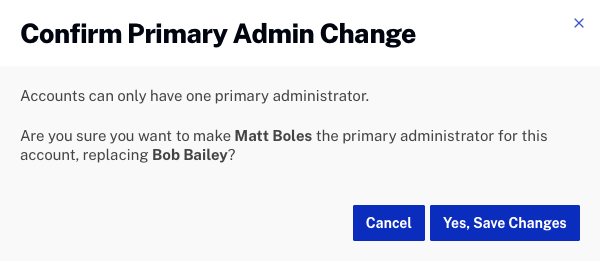 Confirm Primary Admin Change
Accounts can only have one primary administrator.
Are you sure you want to make Matt Boles the primary administrator for this
account, replacing Bob Bailey?
Cancel
Yes, Save Changes